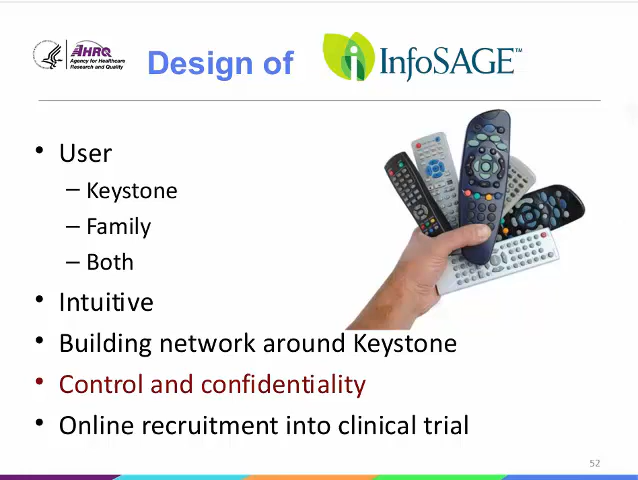 AHRQ
Agency for Healthcare
Research and Quality
Design of InfoSAGE™
• User
– Keystone
– Family
– Both
• Intuitive
• Building network around Keystone
• Control and confidentiality
• Online recruitment into clinical trial
52